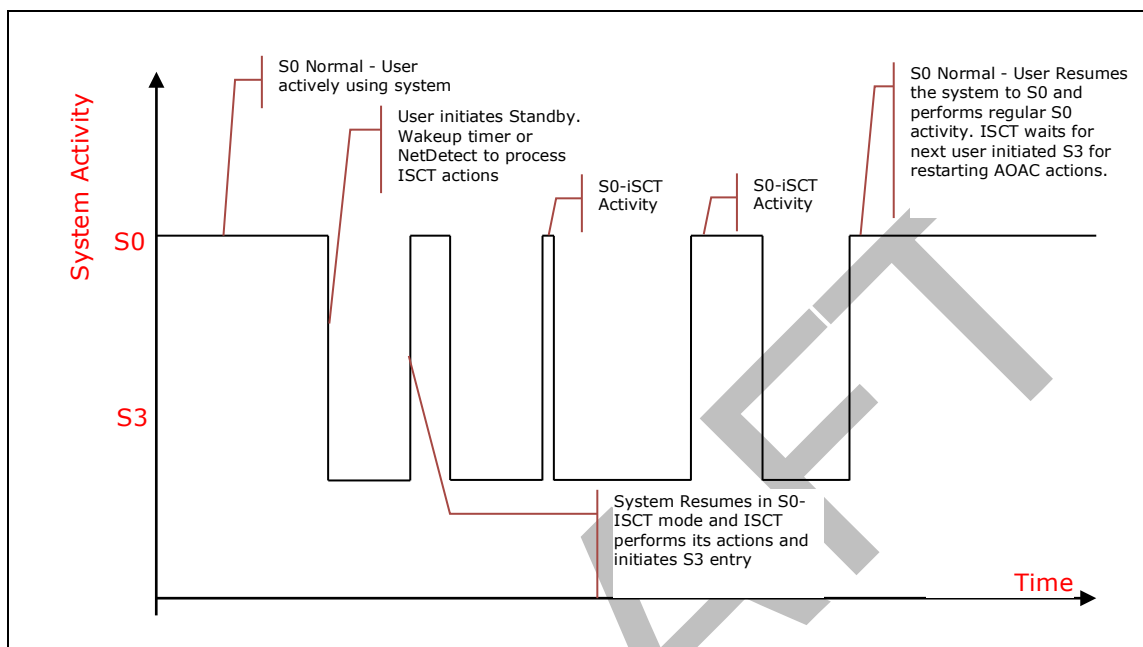 S0 Normal - User
actively using system
User initiates Standby.
Wakeup timer or
NetDetect to process
ISCT actions
S0-iSCT
Activity
S0-iSCT
Activity
S0 Normal - User Resumes
the system to S0 and
performs regular S0
activity. ISCT waits for
next user initiated S3 for
restarting AOAC actions.
System Activity
S0
S3
System Resumes in S0-
ISCT mode and ISCT
performs its actions and
initiates S3 entry
Time